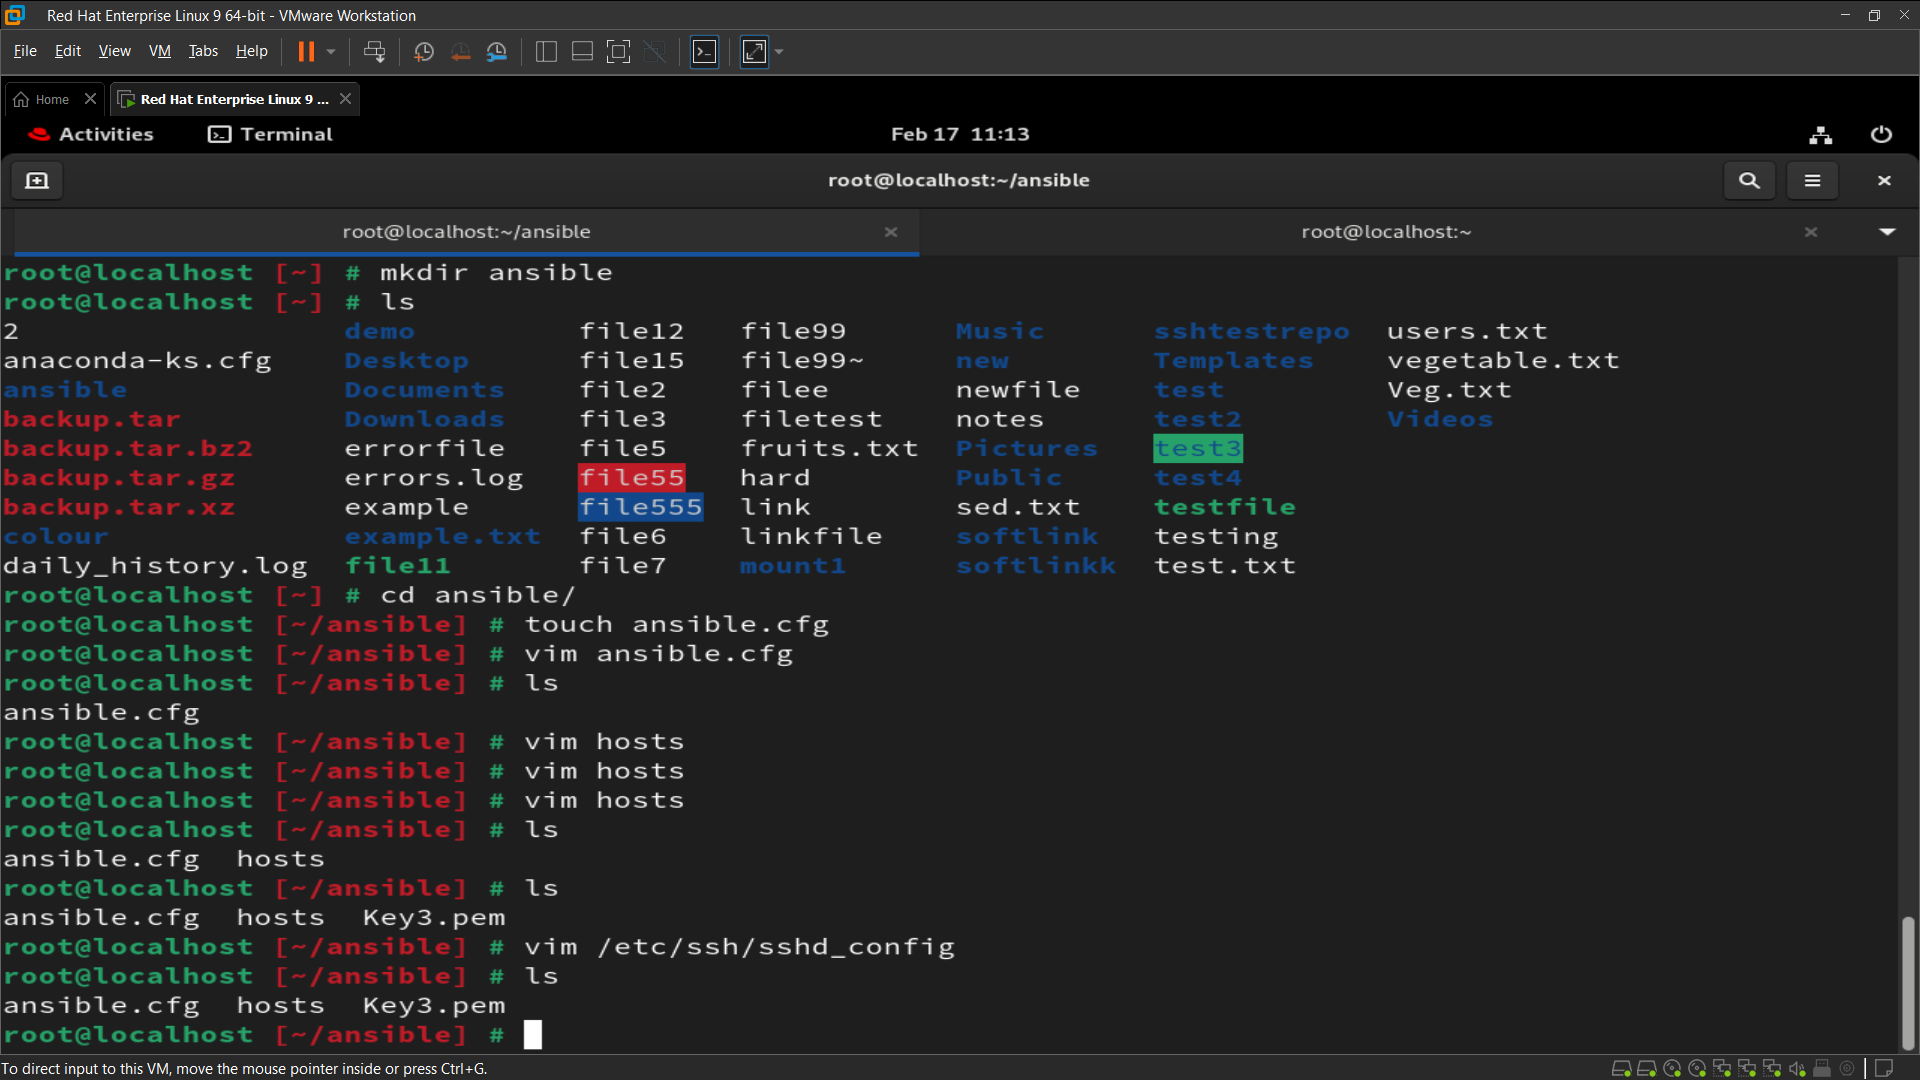 Red Hat Enterprise Linux 9 64-bit - VMware Workstation
File Edit View VM Tabs Help
Home Red Hat Enterprise Linux 9 ...
Activities Terminal Feb 17 11:13
root@localhost:~/ansible
root@localhost:~/ansible root@localhost:~
root@localhost [~] # mkdir ansible
root@localhost [~] # ls
2 demo file12 file99 Music sshtestrepo users.txt
anaconda-ks.cfg Desktop file15 file99~ new Templates vegetable.txt
ansible Documents file2 filee newfile test Veg.txt
backup.tar Downloads file3 filetest notes test2 Videos
backup.tar.bz2 errorfile file5 fruits.txt Pictures test3
backup.tar.gz errors.log file55 hard Public test4
backup.tar.xz example file555 link sed.txt testfile
colour example.txt file6 linkfile softlink testing
daily_history.log file11 file7 mount1 softlinkk test.txt
root@localhost [~] # cd ansible/
root@localhost [~/ansible] # touch ansible.cfg
root@localhost [~/ansible] # vim ansible.cfg
root@localhost [~/ansible] # ls
ansible.cfg
root@localhost [~/ansible] # vim hosts
root@localhost [~/ansible] # vim hosts
root@localhost [~/ansible] # vim hosts
root@localhost [~/ansible] # ls
ansible.cfg hosts
root@localhost [~/ansible] # ls
ansible.cfg hosts Key3.pem
root@localhost [~/ansible] # vim /etc/ssh/sshd_config
root@localhost [~/ansible] # ls
ansible.cfg hosts Key3.pem
root@localhost [~/ansible] #
To direct input to this VM, move the mouse pointer inside or press Ctrl+G.